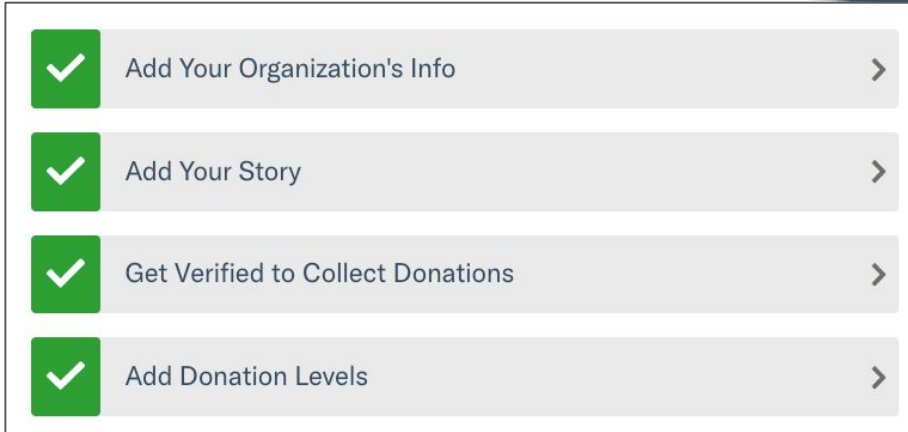 Add Your Organization's Info
Add Your Story
Get Verified to Collect Donations
Add Donation Levels